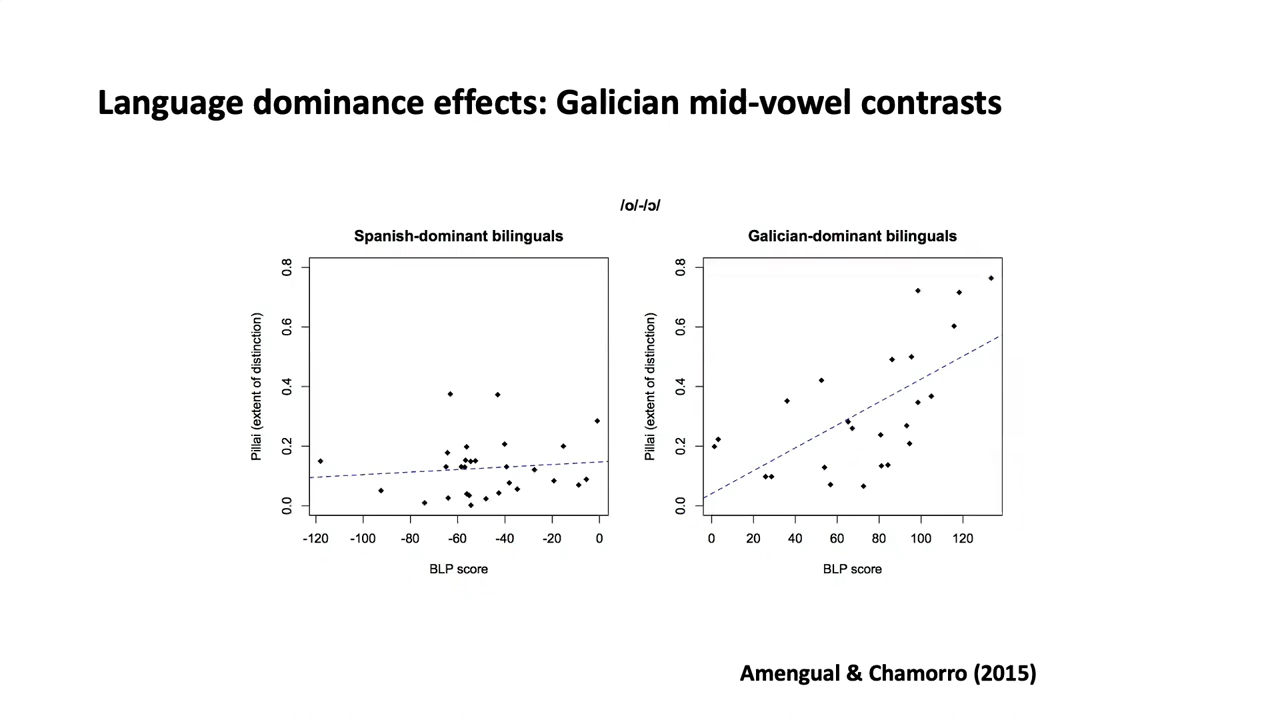 Language dominance effects: Galician mid-vowel contrasts
/o/-/ɔ/
Spanish-dominant bilinguals
Pillai (extent of distinction)
0.8
0.6
0.4
0.2
0.0
-120 -100 -80 -60 -40 -20 0
BLP score
Galician-dominant bilinguals
Pillai (extent of distinction)
0.8
0.6
0.4
0.2
0.0
0 20 40 60 80 100 120
BLP score
Amengual & Chamorro (2015)